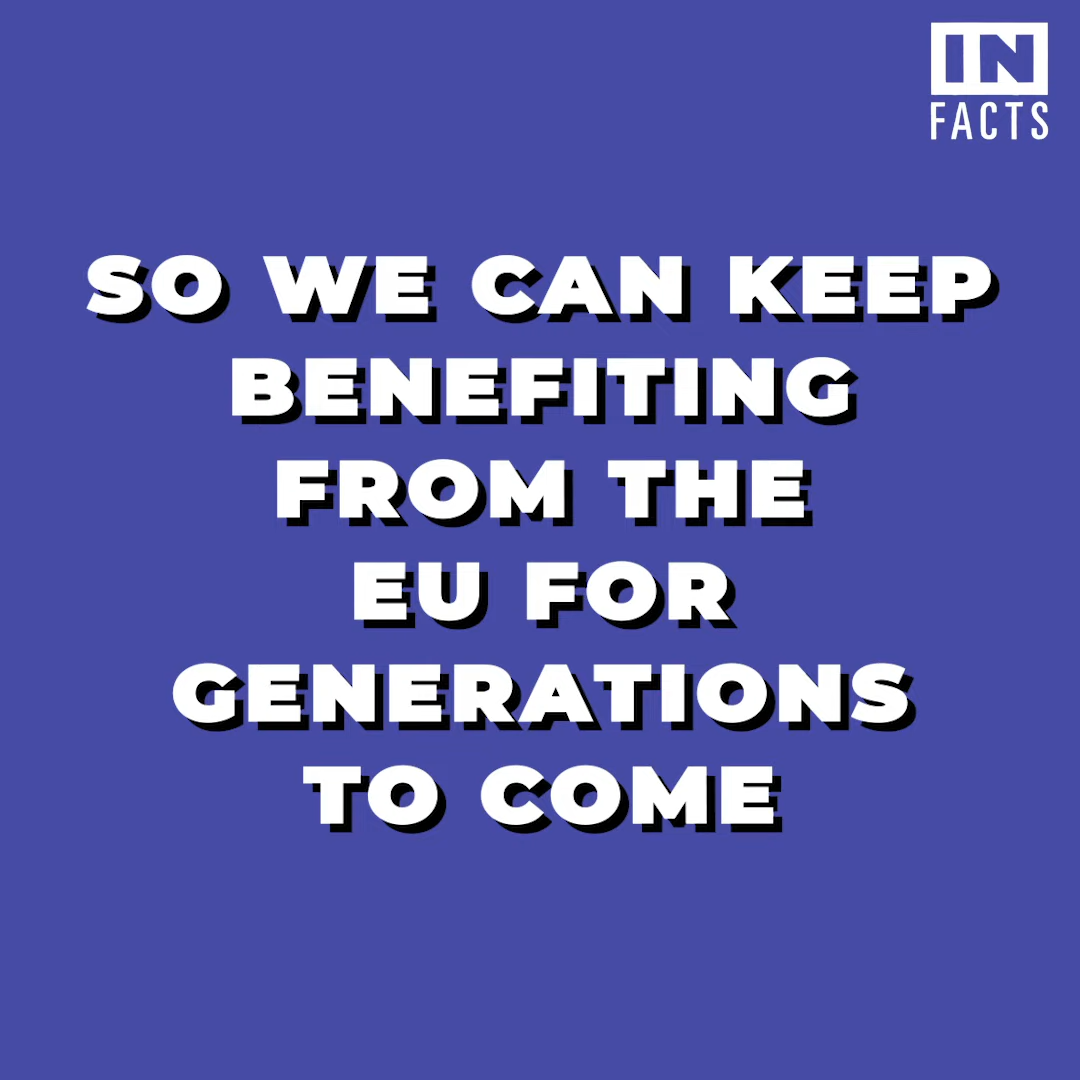 IN
FACTS
SO WE CAN KEEP
BENEFITING
FROM THE
EU FOR
GENERATIONS
TO COME